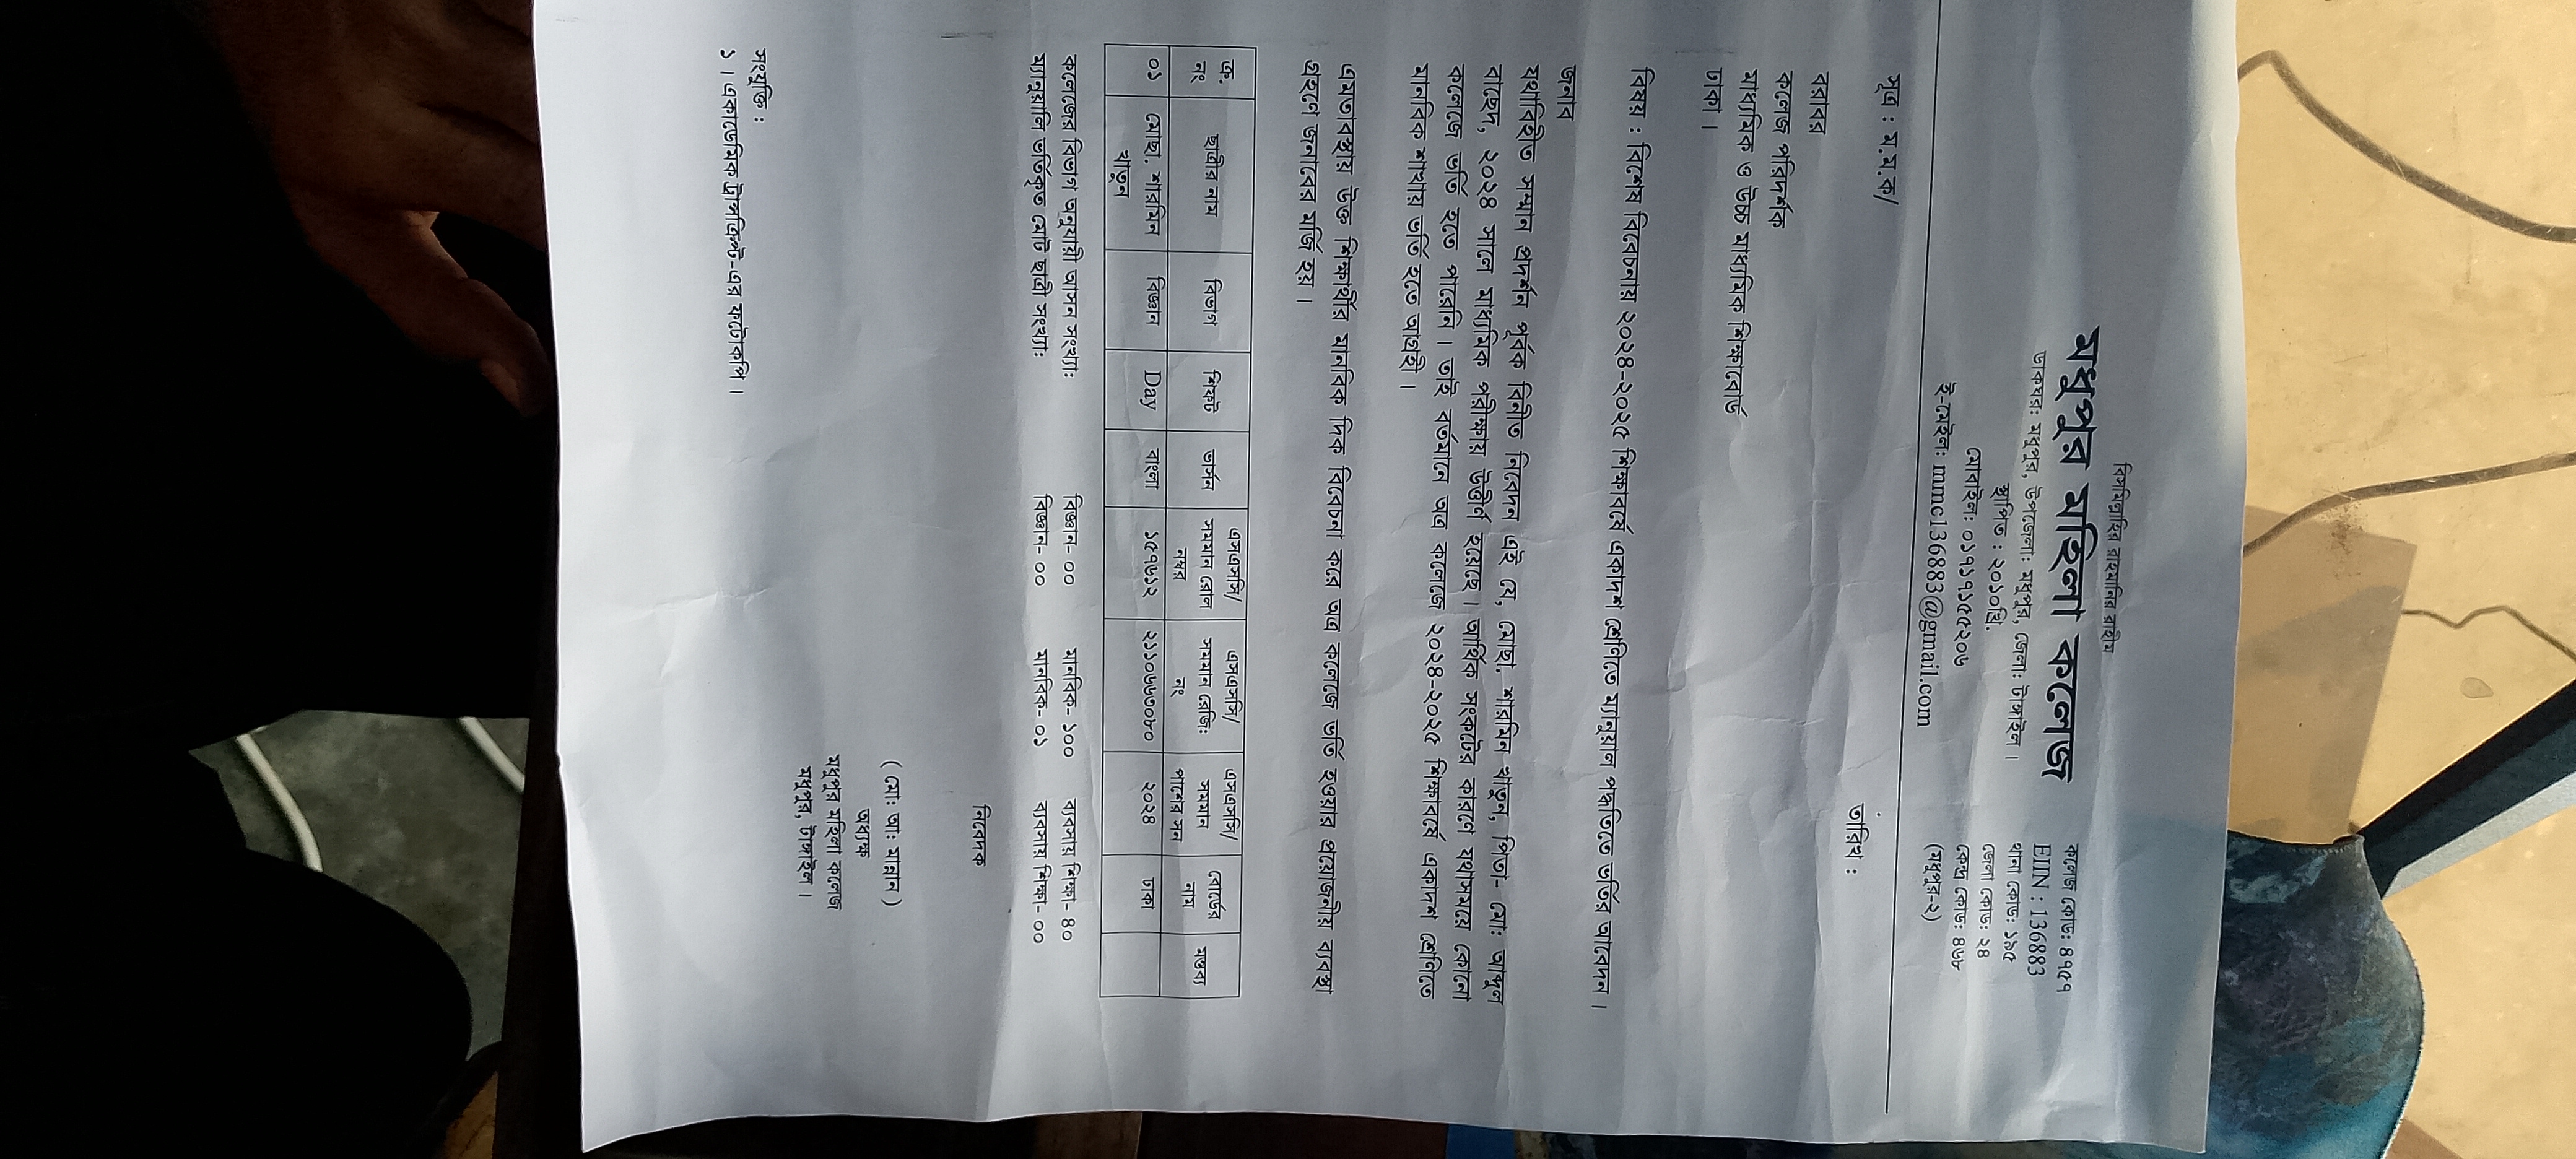 বিসমিল্লাহির রাহমানির রাহীম
মধুপুর মহিলা কলেজ
ডাকঘর: মধুপুর, উপজেলা: মধুপুর, জেলা: টাঙ্গাইল।
স্থাপিত : ২০১০খ্রি.
মোবাইল: ০১৭১৭১৫৫২০৬
ই-মেইল: mmc136883@gmail.com
কলেজ কোড: ৪৭৫৭
EIIN : 136883
থানা কোড: ১৯৫
জেলা কোড: ২৪
কেন্দ্র কোড: ৪৬৮
(মধুপুর-২)
সূত্র : ম.ম.ক/
তারিখ :
বরাবর
কলেজ পরিদর্শক
মাধ্যমিক ও উচ্চ মাধ্যমিক শিক্ষাবোর্ড
ঢাকা ।
বিষয় : বিশেষ বিবেচনায় ২০২৪-২০২৫ শিক্ষাবর্ষে একাদশ শ্রেণিতে ম্যানুয়াল পদ্ধতিতে ভর্তির আবেদন ।
জনাব
যথাবিহীত সম্মান প্রদর্শন পূর্বক বিনীত নিবেদন এই যে, মোছা. শারমিন খাতুন, পিতা- মো: আব্দুল
বাছেদ, ২০২৪ সালে মাধ্যমিক পরীক্ষায় উত্তীর্ণ হয়েছে। আর্থিক সংকটের কারণে যথাসময়ে কোনো
কলেজে ভর্তি হতে পারেনি । তাই বর্তমানে অত্র কলেজে ২০২৪-২০২৫ শিক্ষাবর্ষে একাদশ শ্রেণিতে
মানবিক শাখায় ভর্তি হতে আগ্রহী ।
এমতাবস্থায় উক্ত শিক্ষার্থীর মানবিক দিক বিবেচনা করে অত্র কলেজে ভর্তি হওয়ার প্রয়োজনীয় ব্যবস্থা
গ্রহণে জনাবের মর্জি হয় ।
ক্র. নং ছাত্রীর নাম বিভাগ শিফট ভার্সন এসএসসি/ সমমান রোল নম্বর এসএসসি/ সমমান রেজি: নং এসএসসি/ সমমান পাশের সন বোর্ডের নাম মন্তব্য
০১ মোছা. শারমিন খাতুন বিজ্ঞান Day বাংলা ১৫৭৬১২ ২১১০৬৬৩০৮০ ২০২৪ ঢাকা
কলেজের বিভাগ অনুযায়ী আসন সংখ্যা: বিজ্ঞান- ০০ মানবিক- ১০০ ব্যবসায় শিক্ষা- ৪০
ম্যানুয়ালি ভর্তিকৃত মোট ছাত্রী সংখ্যা: বিজ্ঞান- ০০ মানবিক- ০১ ব্যবসায় শিক্ষা- ০০
নিবেদক
( মো: আ: মান্নান )
অধ্যক্ষ
মধুপুর মহিলা কলেজ
মধুপুর, টাঙ্গাইল ।
সংযুক্তি :
১ । একাডেমিক ট্রান্সক্রিপ্ট-এর ফটোকপি ।